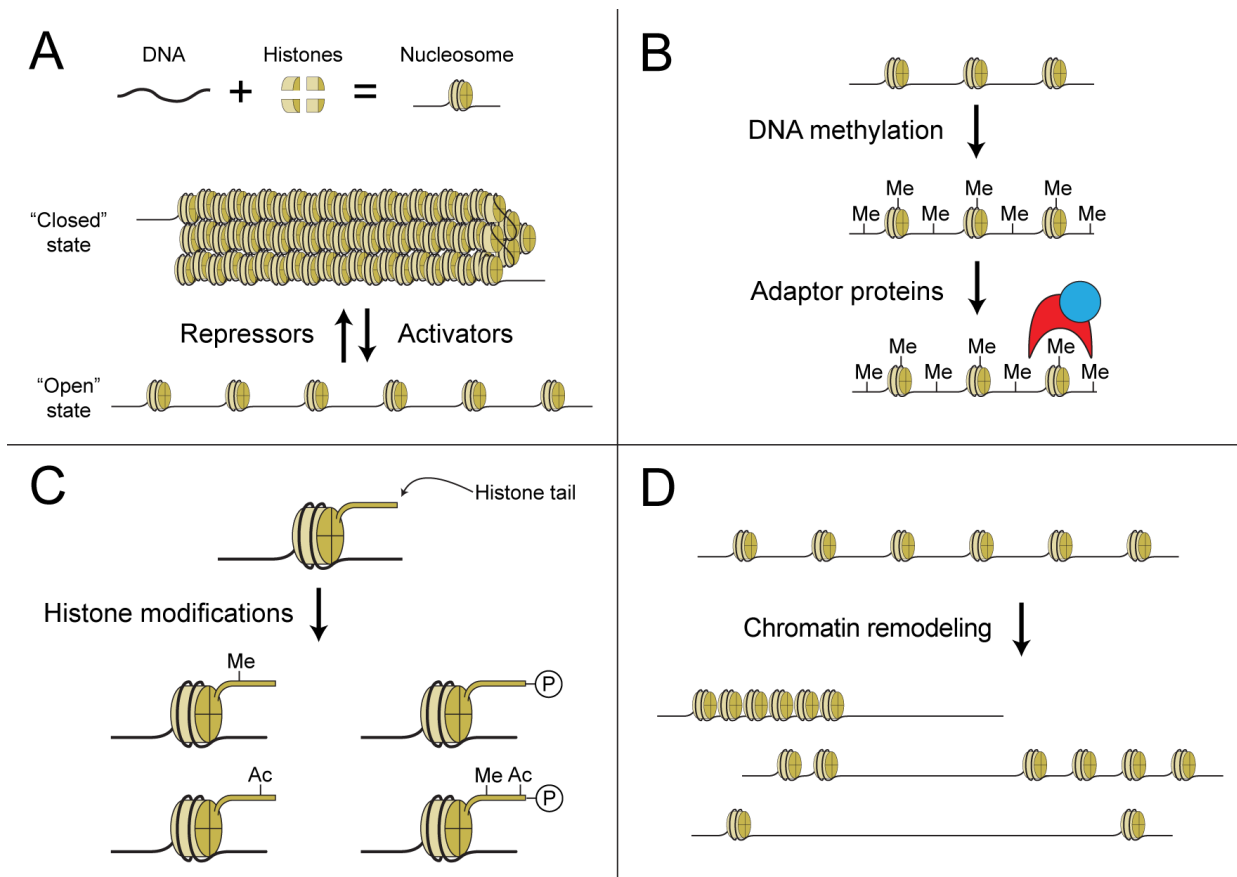 A
DNA
Histones
Nucleosome
+
=
“Closed”
state
Repressors
Activators
“Open”
state
B
DNA methylation
Me
Me
Me
Me
Me
Me
Me
Adaptor proteins
Me
Me
Me
Me
Me
Me
Me
C
Histone tail
Histone modifications
Me
P
Ac
Me Ac
P
D
Chromatin remodeling